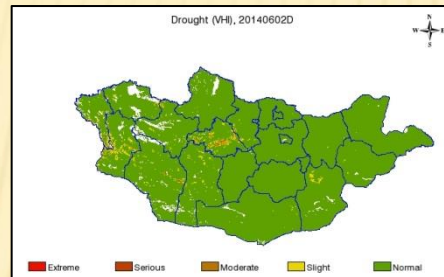 Drought (VHI), 20140602D
N
W E
S
Extreme Serious Moderate Slight Normal